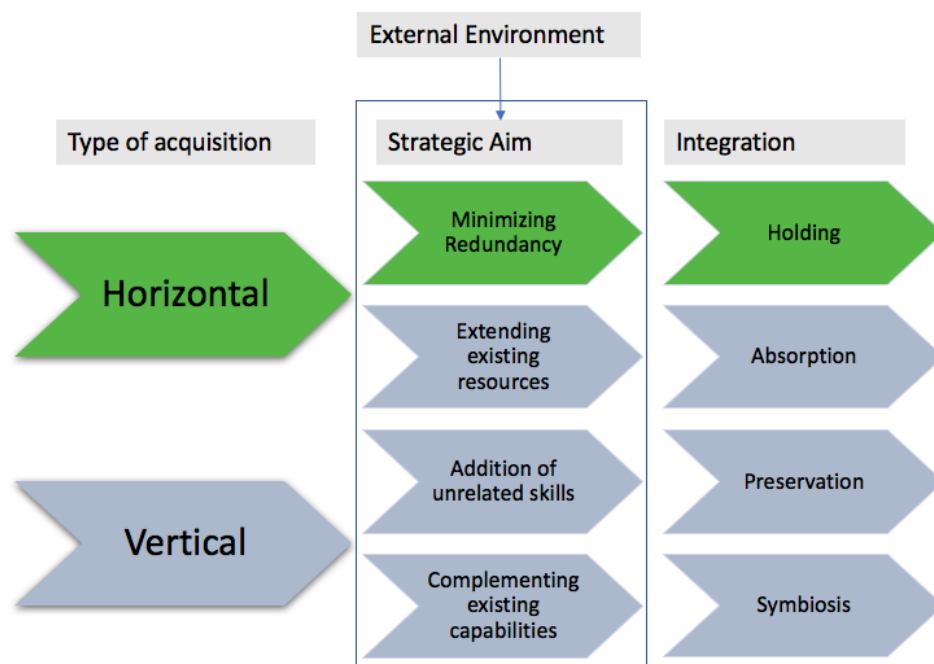 External Environment
Type of acquisition
Strategic Aim
Integration
Horizontal
Minimizing
Redundancy
Holding
Extending
existing
resources
Absorption
Vertical
Addition of
unrelated skills
Preservation
Complementing
existing
capabilities
Symbiosis